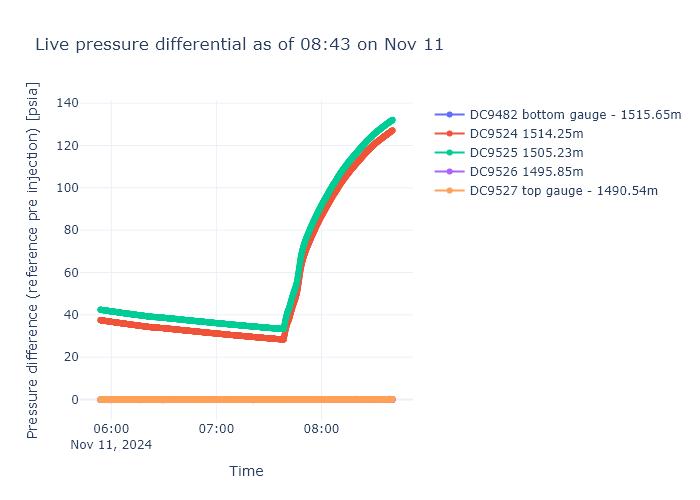 Live pressure differential as of 08:43 on Nov 11
Pressure difference (reference pre injection) [psia]
140
120
100
80
60
40
20
0
06:00
Nov 11, 2024
07:00
08:00
Time
DC9482 bottom gauge - 1515.65m
DC9524 1514.25m
DC9525 1505.23m
DC9526 1495.85m
DC9527 top gauge - 1490.54m